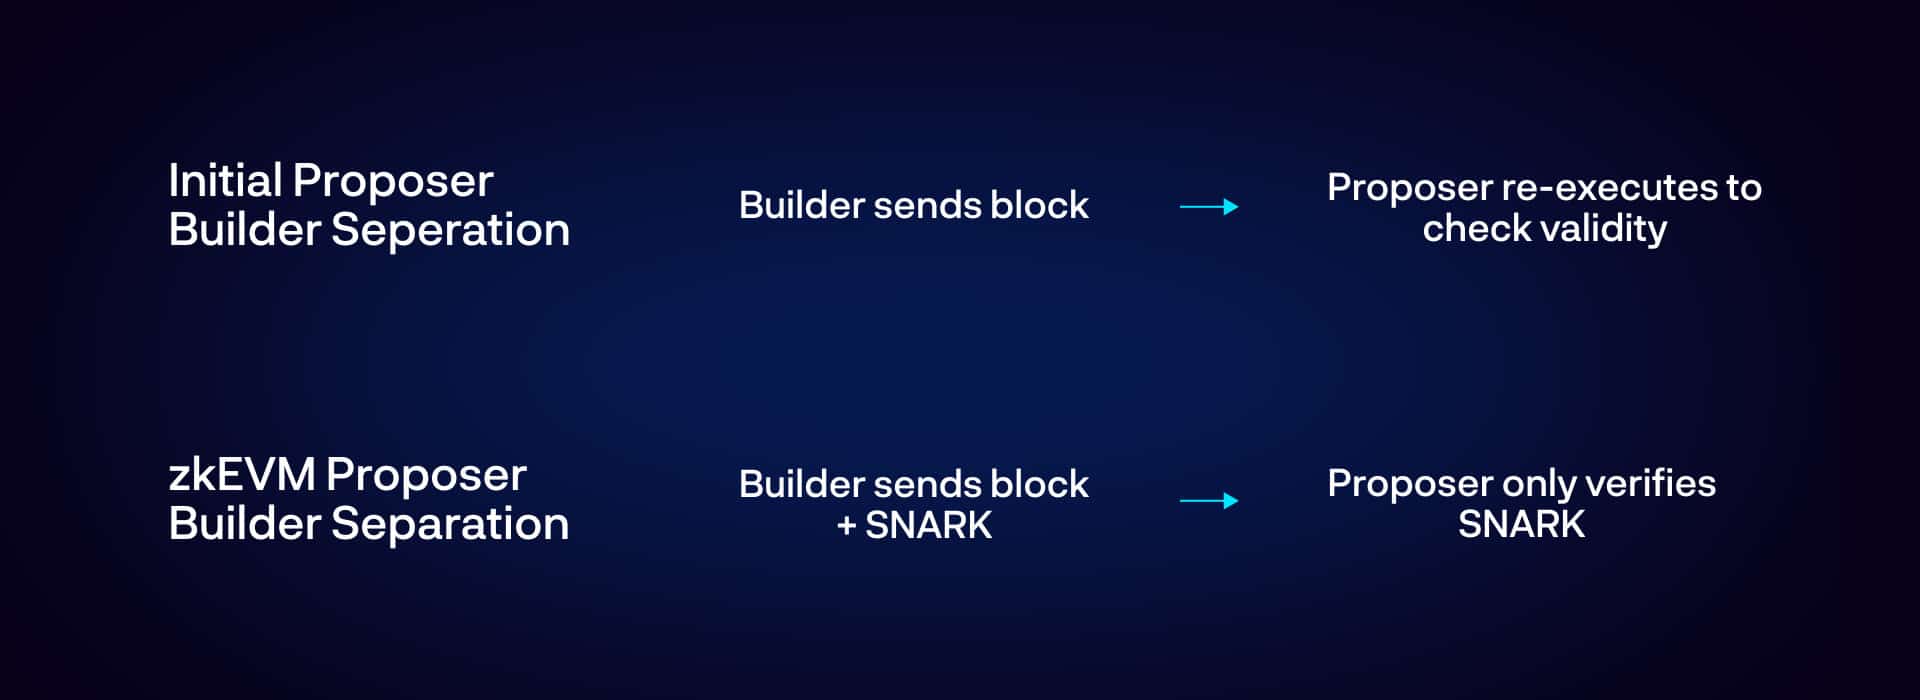 Initial Proposer
Builder Seperation
Builder sends block
Proposer re-executes to
check validity
zkEVM Proposer
Builder Separation
Builder sends block
+ SNARK
Proposer only verifies
SNARK